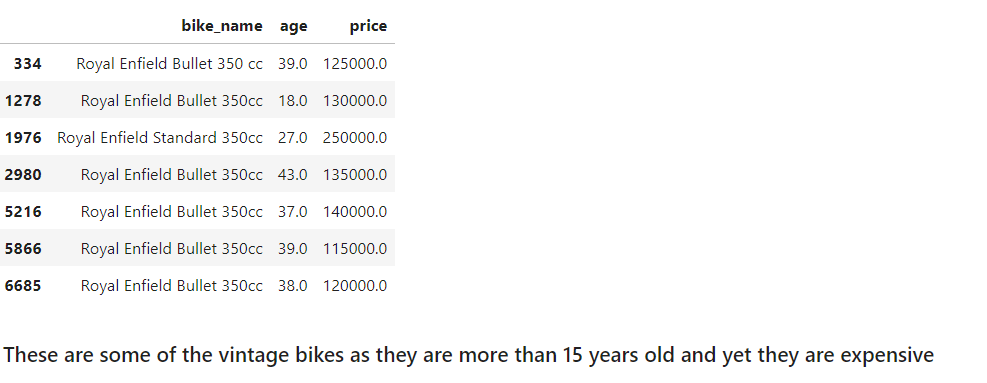 bike_name age price
334 Royal Enfield Bullet 350 cc 39.0 125000.0
1278 Royal Enfield Bullet 350cc 18.0 130000.0
1976 Royal Enfield Standard 350cc 27.0 250000.0
2980 Royal Enfield Bullet 350cc 43.0 135000.0
5216 Royal Enfield Bullet 350cc 37.0 140000.0
5866 Royal Enfield Bullet 350cc 39.0 115000.0
6685 Royal Enfield Bullet 350cc 38.0 120000.0
These are some of the vintage bikes as they are more than 15 years old and yet they are expensive